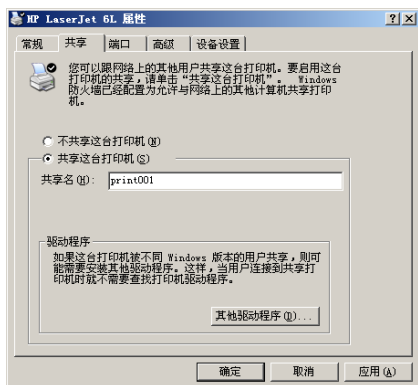 HP LaserJet 6L 属性
常规 共享 端口 高级 设备设置
您可以跟网络上的其他用户共享这台打印机。要启用这台
打印机的共享，请单击“共享这台打印机”。 Windows
防火墙已经配置为允许与网络上的其他计算机共享打印
机。
不共享这台打印机(N)
共享这台打印机(S)
共享名(H): print001
驱动程序
如果这台打印机被不同 Windows 版本的用户共享，则可
能需要安装其他驱动程序。这样，当用户连接到共享打
印机时就不需要查找打印机驱动程序。
其他驱动程序(D)...
确定 取消 应用(A)